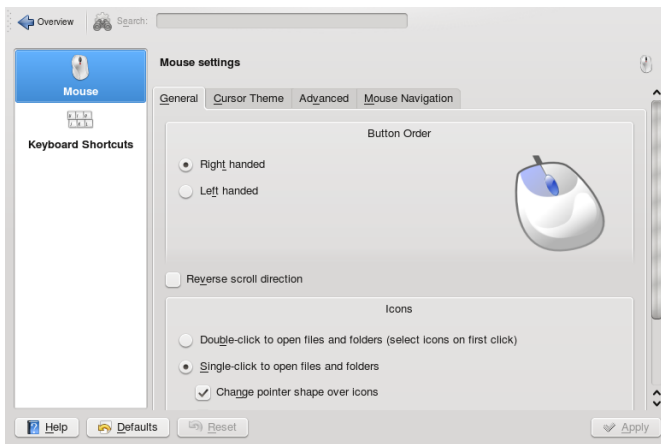 Overview Search:
Mouse settings
Mouse
General Cursor Theme Advanced Mouse Navigation
Keyboard Shortcuts
Button Order
Right handed
Left handed
Reverse scroll direction
Icons
Double-click to open files and folders (select icons on first click)
Single-click to open files and folders
Change pointer shape over icons
Help Defaults Reset Apply